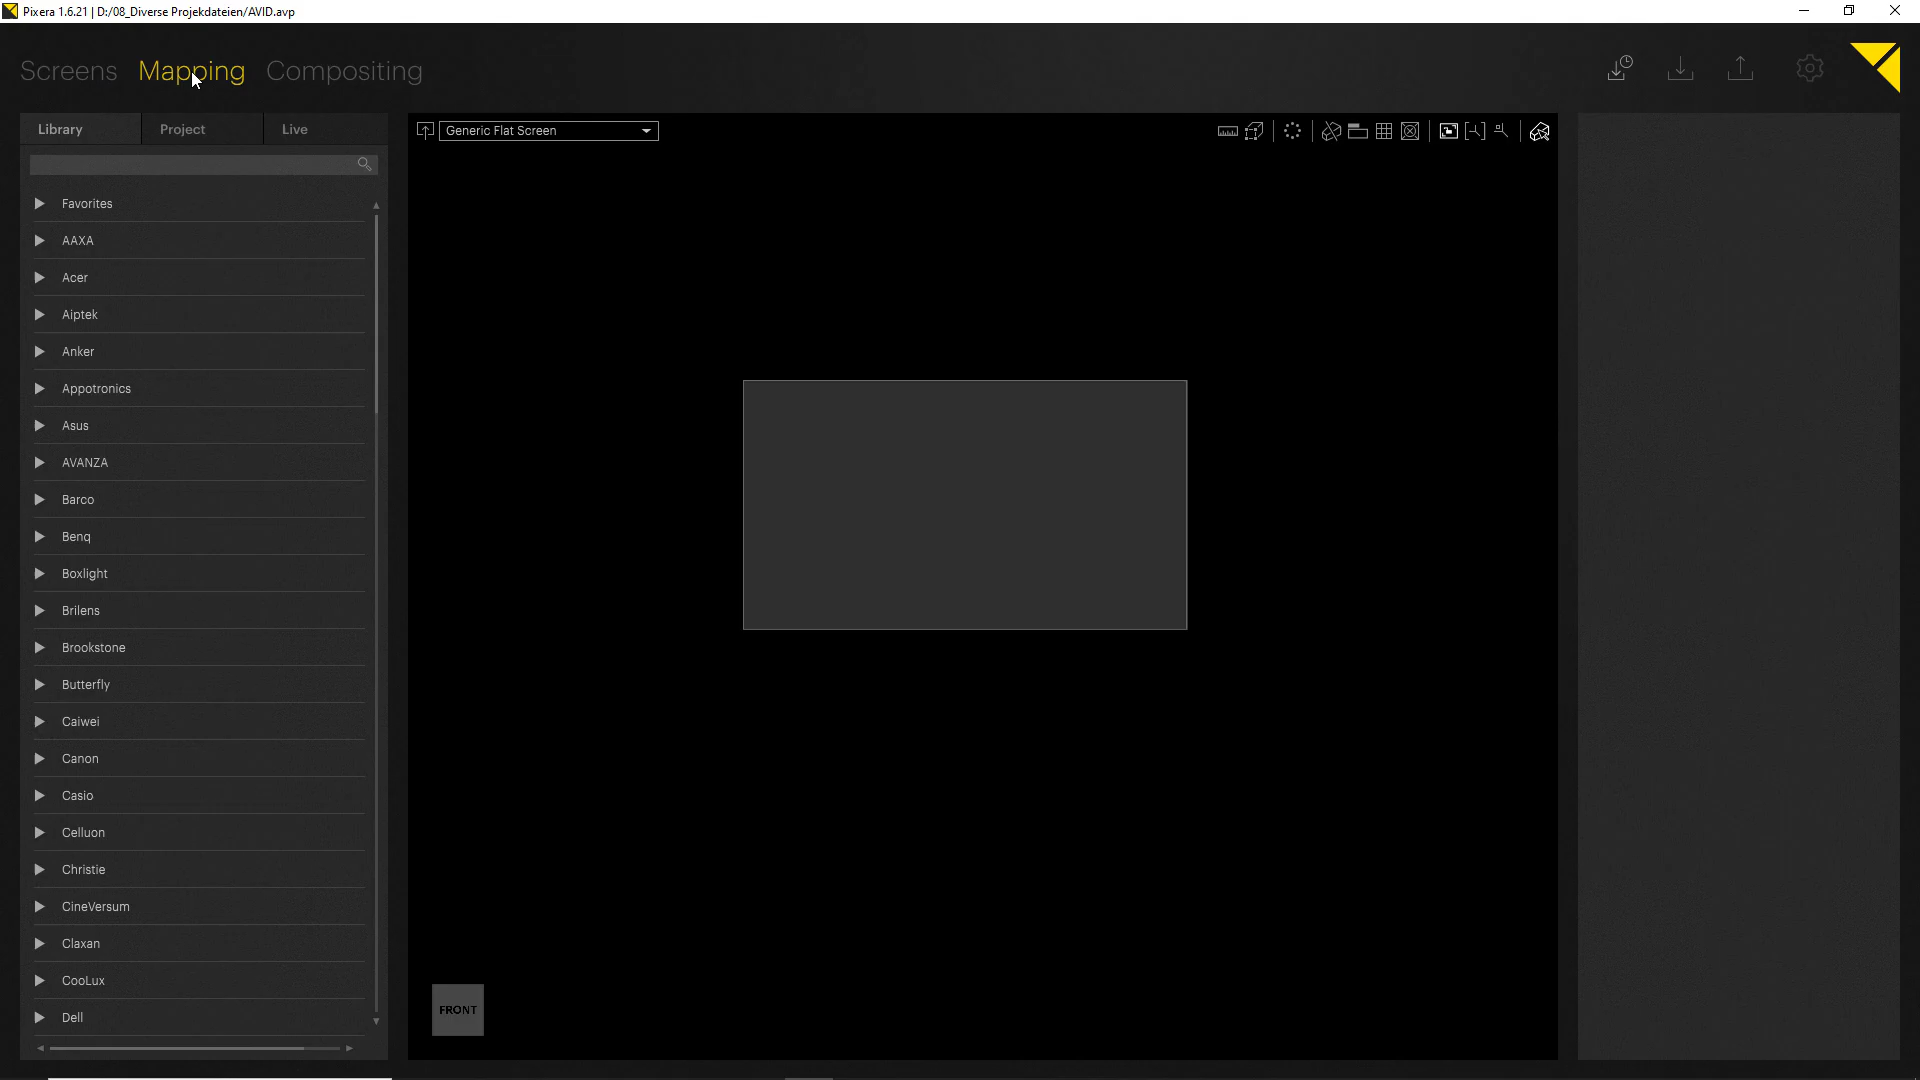 Pixera 1.6.21 | D:/08_Diverse Projekdateien/AVID.avp
Screens Mapping Compositing
Library Project Live
Generic Flat Screen
Favorites
AAXA
Acer
Aiptek
Anker
Appotronics
Asus
AVANZA
Barco
Benq
Boxlight
Brilens
Brookstone
Butterfly
Caiwei
Canon
Casio
Celluon
Christie
CineVersum
Claxan
CooLux
Dell
FRONT